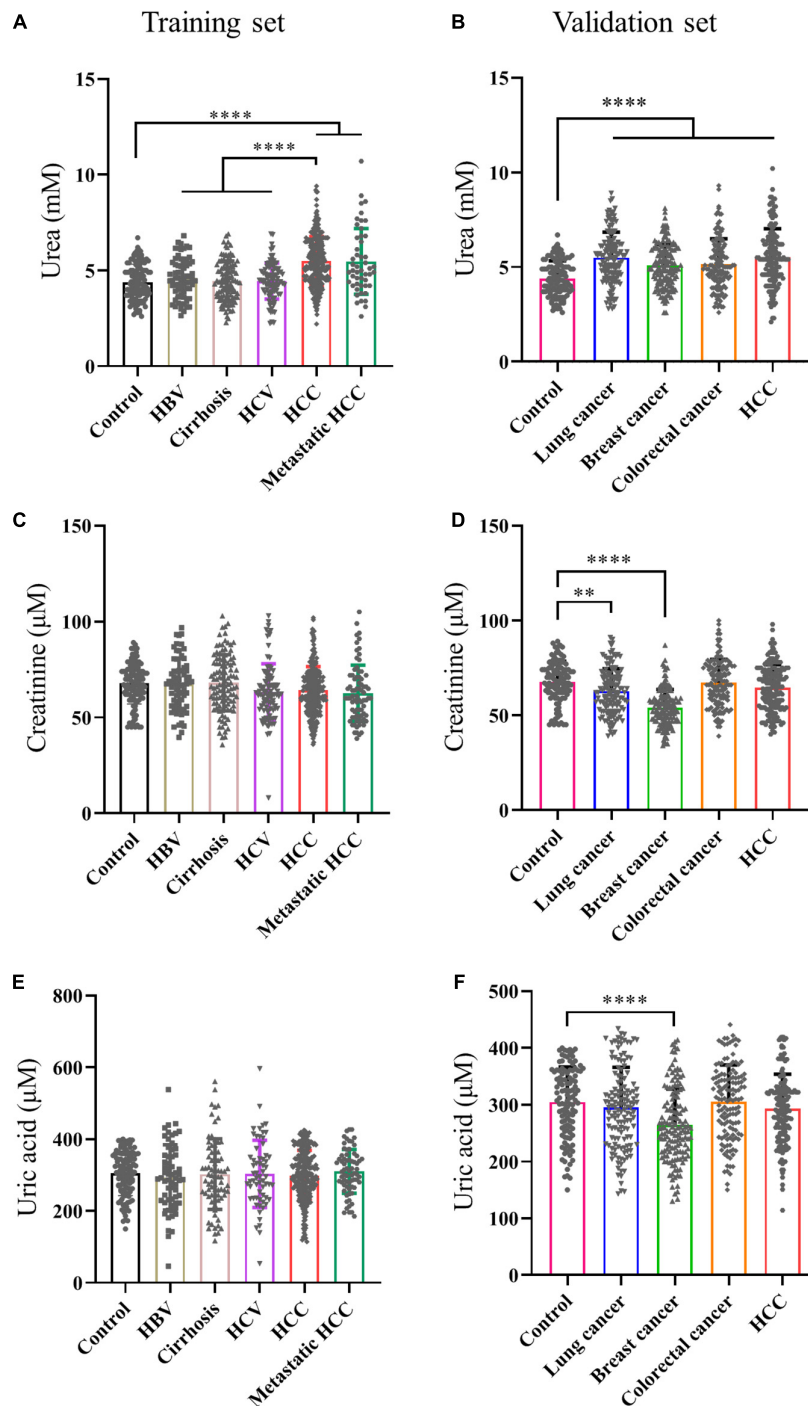 A
Training set
Urea (mM)
15
10
5
0
****
****
Control
HBV
Cirrhosis
HCV
HCC
Metastatic HCC
B
Validation set
Urea (mM)
15
10
5
0
****
Control
Lung cancer
Breast cancer
Colorectal cancer
HCC
C
Creatinine (µM)
150
100
50
0
Control
HBV
Cirrhosis
HCV
HCC
Metastatic HCC
D
Creatinine (µM)
150
100
50
0
****
**
Control
Lung cancer
Breast cancer
Colorectal cancer
HCC
E
Uric acid (µM)
800
600
400
200
0
Control
HBV
Cirrhosis
HCV
HCC
Metastatic HCC
F
Uric acid (µM)
500
400
300
200
100
0
****
Control
Lung cancer
Breast cancer
Colorectal cancer
HCC